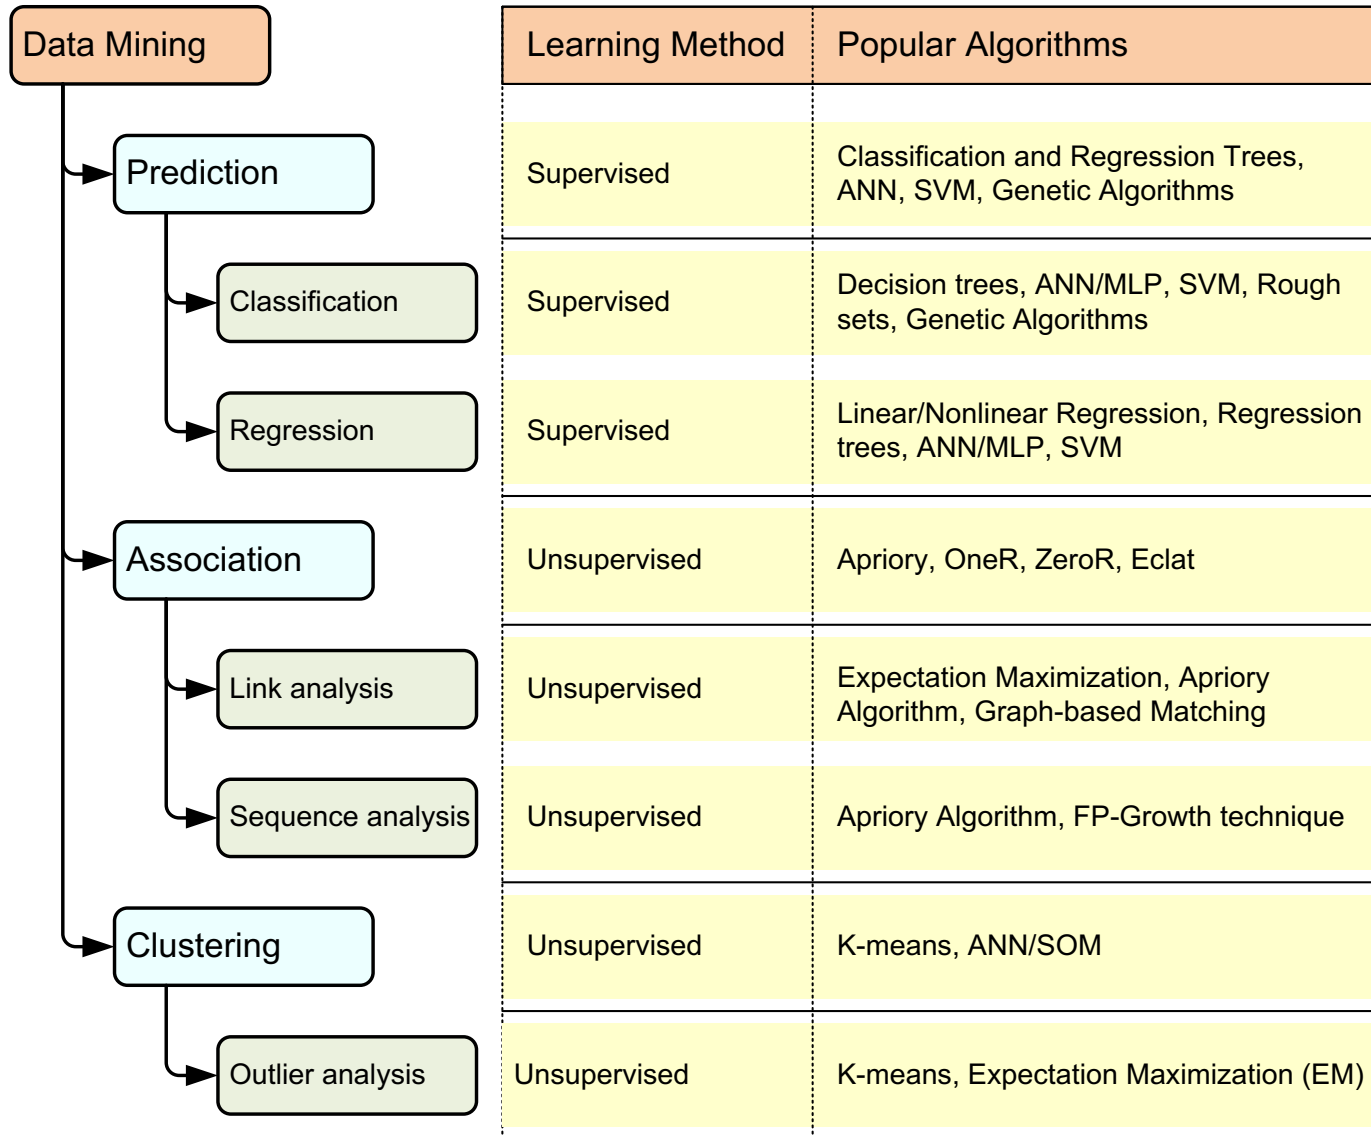 Data Mining
Learning Method
Popular Algorithms
Prediction
Supervised
Classification and Regression Trees,
ANN, SVM, Genetic Algorithms
Classification
Supervised
Decision trees, ANN/MLP, SVM, Rough
sets, Genetic Algorithms
Regression
Supervised
Linear/Nonlinear Regression, Regression
trees, ANN/MLP, SVM
Association
Unsupervised
Apriory, OneR, ZeroR, Eclat
Link analysis
Unsupervised
Expectation Maximization, Apriory
Algorithm, Graph-based Matching
Sequence analysis
Unsupervised
Apriory Algorithm, FP-Growth technique
Clustering
Unsupervised
K-means, ANN/SOM
Outlier analysis
Unsupervised
K-means, Expectation Maximization (EM)